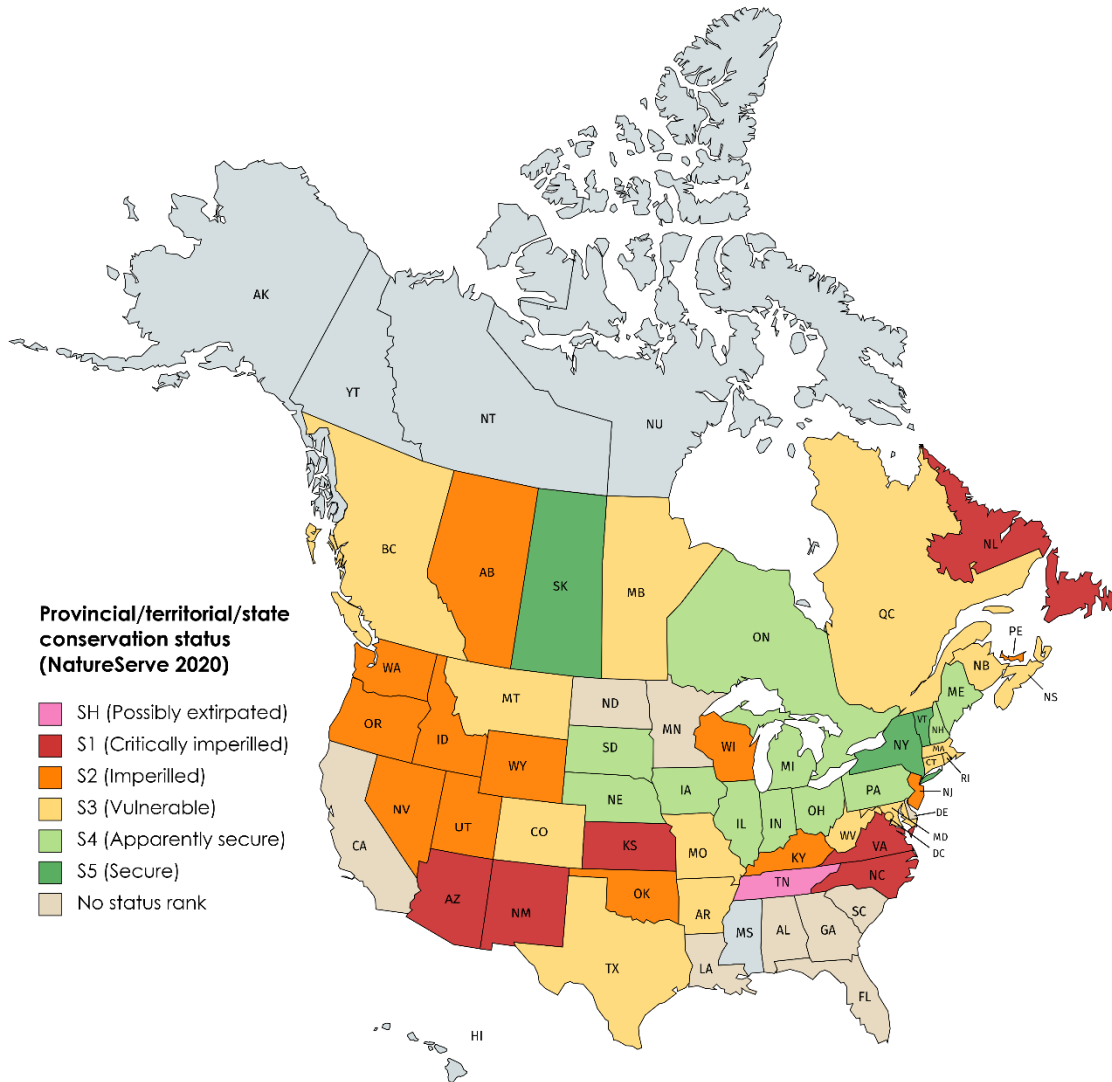 AK
YT
NT
NU
BC
AB
SK
MB
ON
QC
NL
PE
NB
NS
Provincial/territorial/state
conservation status
(NatureServe 2020)
SH (Possibly extirpated)
S1 (Critically imperilled)
S2 (Imperilled)
S3 (Vulnerable)
S4 (Apparently secure)
S5 (Secure)
No status rank
WA
MT
ND
MN
ME
VT
NH
OR
ID
WY
SD
WI
MI
NY
MA
CT
RI
NV
UT
CO
NE
IA
IL
IN
OH
PA
NJ
DE
MD
DC
CA
KS
MO
KY
WV
VA
AZ
NM
OK
AR
TN
NC
TX
LA
MS
AL
GA
SC
FL
HI